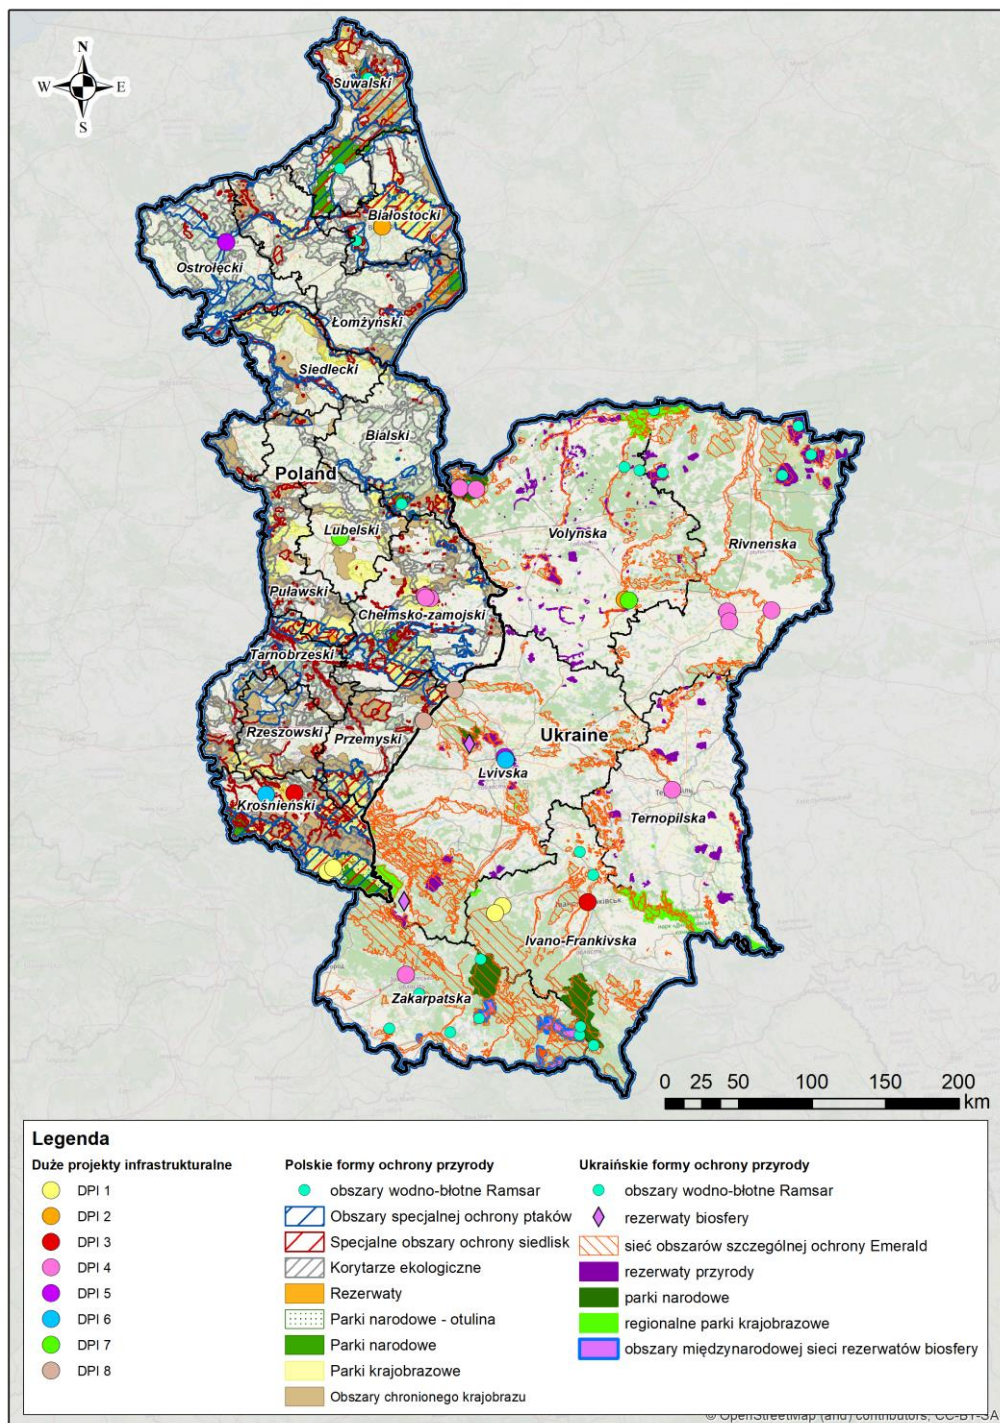 N
W E
S
Suwalski
Białostocki
Ostrołęcki
Łomżyński
Siedlecki
Bialski
Poland
Lubelski
Volynska
Rivnenska
Puławski
Chełmsko-zamojski
Tarnobrzeski
Rzeszowski
Przemyski
Ukraine
Lvivska
Krośnieński
Ternopilska
Ivano-Frankivska
Zakarpatska
0 25 50 100 150 200
km
Legenda
Duże projekty infrastrukturalne
DPI 1
DPI 2
DPI 3
DPI 4
DPI 5
DPI 6
DPI 7
DPI 8
Polskie formy ochrony przyrody
obszary wodno-błotne Ramsar
Obszary specjalnej ochrony ptaków
Specjalne obszary ochrony siedlisk
Korytarze ekologiczne
Rezerwaty
Parki narodowe - otulina
Parki narodowe
Parki krajobrazowe
Obszary chronionego krajobrazu
Ukraińskie formy ochrony przyrody
obszary wodno-błotne Ramsar
rezerwaty biosfery
sieć obszarów szczególnej ochrony Emerald
rezerwaty przyrody
parki narodowe
regionalne parki krajobrazowe
obszary międzynarodowej sieci rezerwatów biosfery
© OpenStreetMap (and) contributors, CC-BY-SA